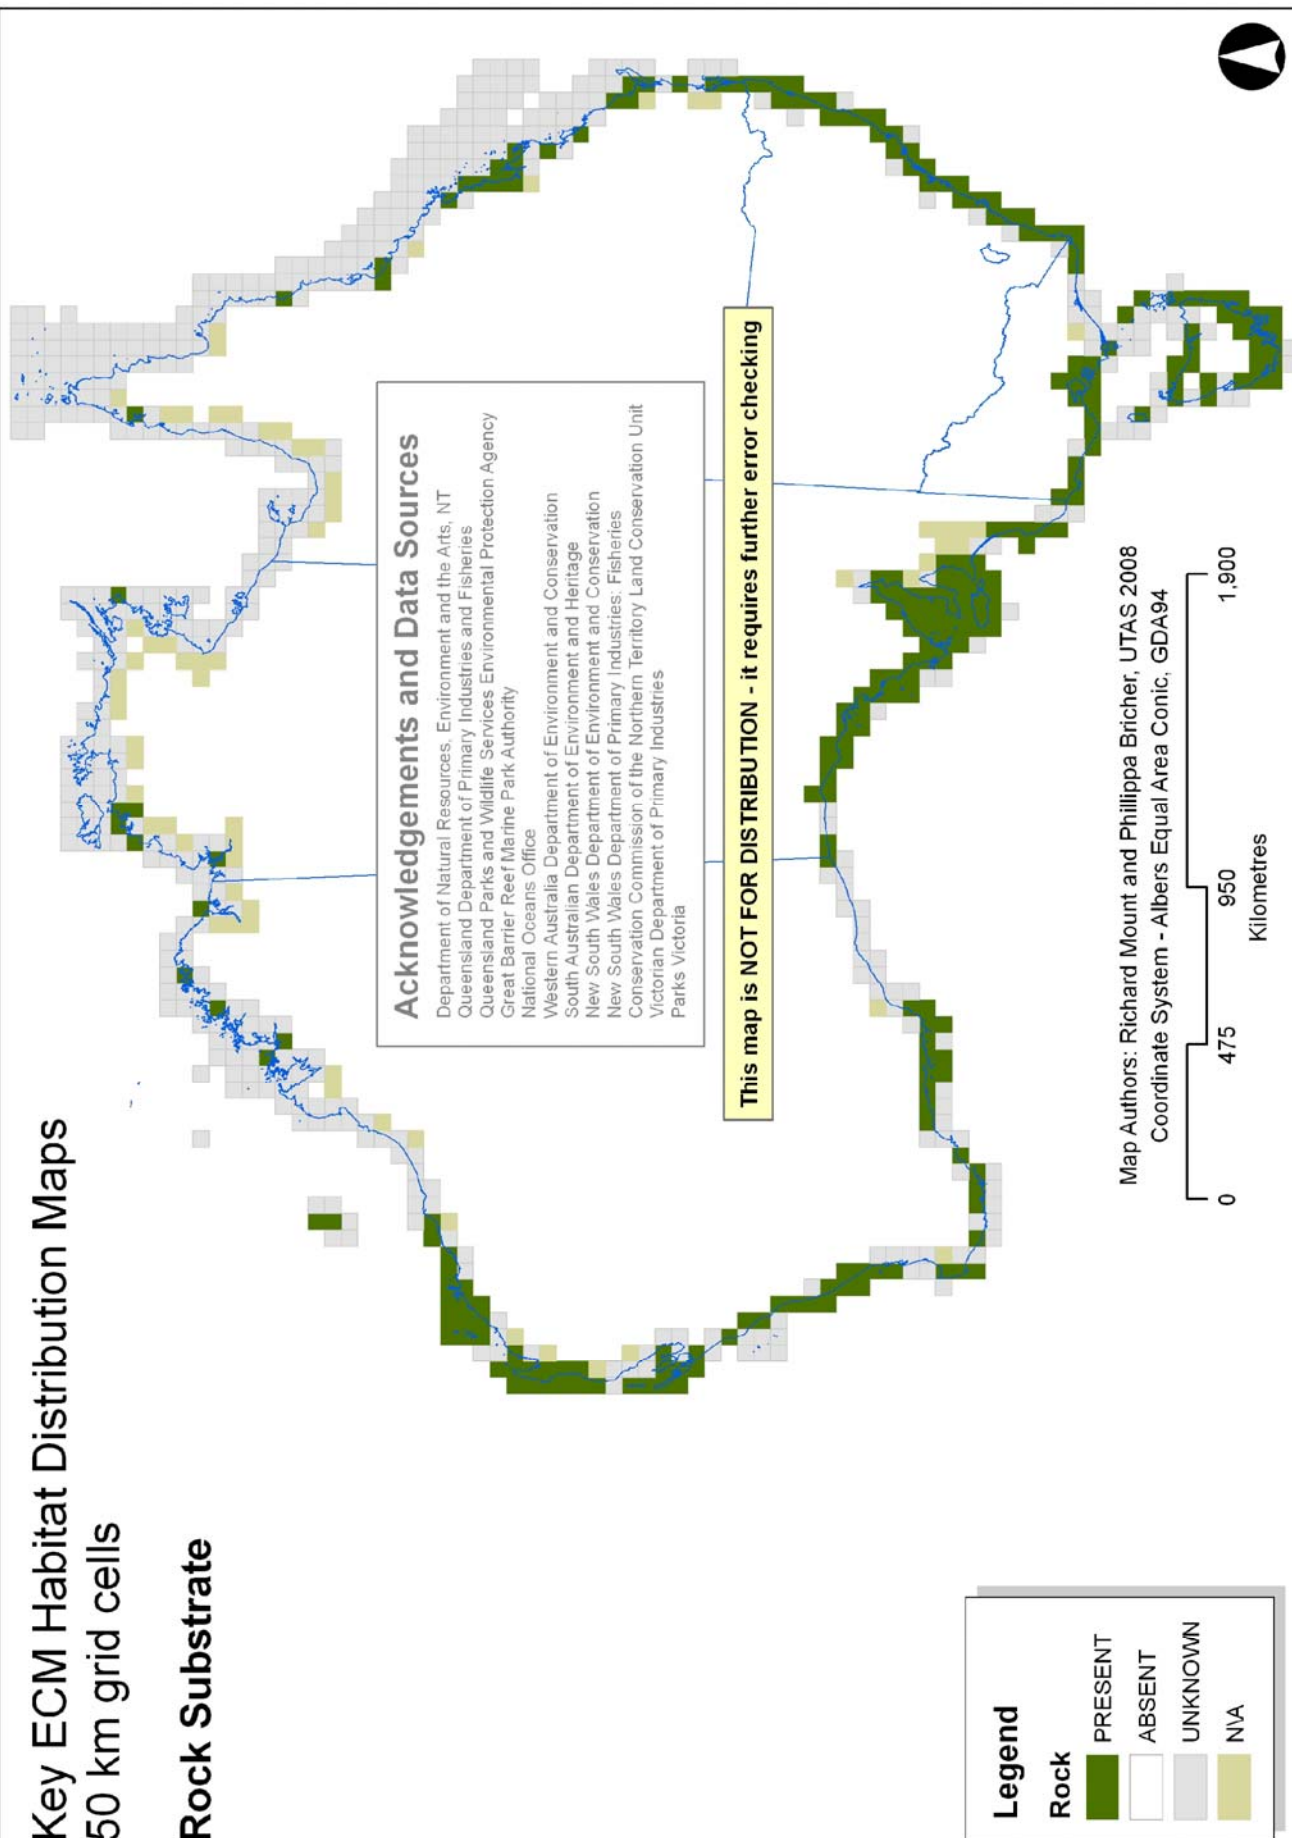 Key ECM Habitat Distribution Maps
50 km grid cells
Rock Substrate
Acknowledgements and Data Sources
Department of Natural Resources, Environment and the Arts, NT
Queensland Department of Primary Industries and Fisheries
Queensland Parks and Wildlife Services Environmental Protection Agency
Great Barrier Reef Marine Park Authority
National Oceans Office
Western Australia Department of Environment and Conservation
South Australian Department of Environment and Heritage
New South Wales Department of Environment and Conservation
New South Wales Department of Primary Industries: Fisheries
Conservation Commission of the Northern Territory Land Conservation Unit
Victorian Department of Primary Industries
Parks Victoria
This map is NOT FOR DISTRIBUTION - it requires further error checking
Legend
Rock
PRESENT
ABSENT
UNKNOWN
N\A
Map Authors: Richard Mount and Phillippa Bricher, UTAS 2008
Coordinate System - Albers Equal Area Conic, GDA94
0 475 950 1,900
Kilometres